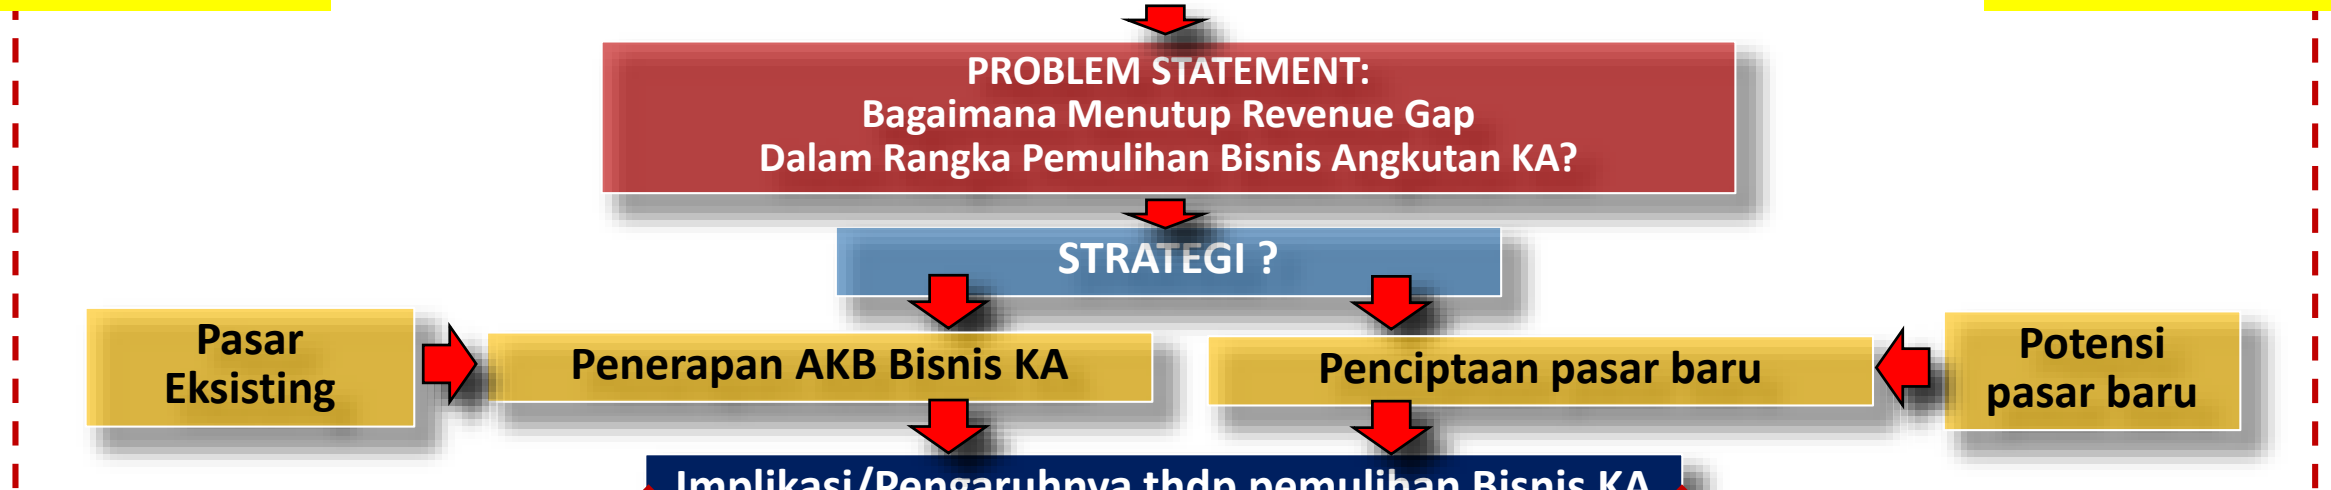 PROBLEM STATEMENT:
Bagaimana Menutup Revenue Gap
Dalam Rangka Pemulihan Bisnis Angkutan KA?
STRATEGI ?
Pasar
Eksisting
Penerapan AKB Bisnis KA
Penciptaan pasar baru
Potensi
pasar baru
Implikasi/Pengaruhnya thdp pemulihan Bisnis KA